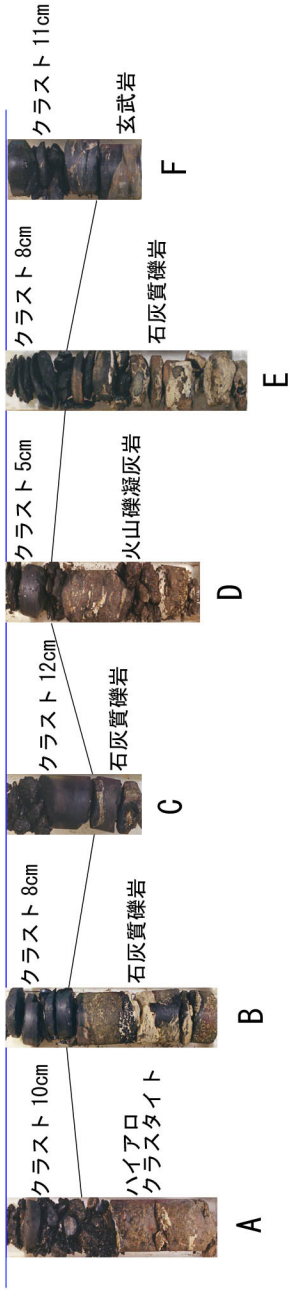 クラスト 10cm
ハイアロ
クラスタイト
A
クラスト 8cm
石灰質礫岩
B
クラスト 12cm
石灰質礫岩
C
クラスト 5cm
火山礫凝灰岩
D
クラスト 8cm
石灰質礫岩
E
クラスト 11cm
玄武岩
F